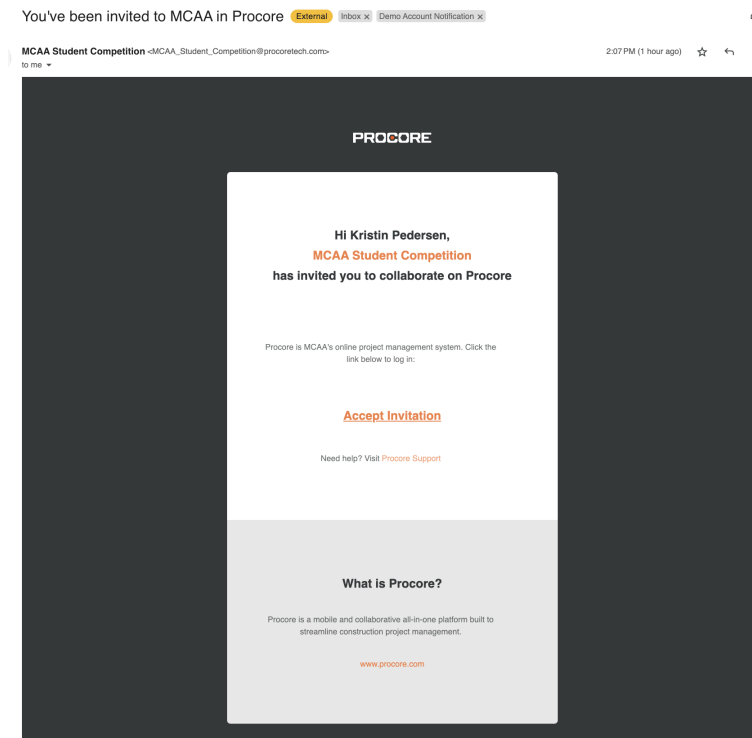 You've been invited to MCAA in Procore External Inbox x Demo Account Notification x
MCAA Student Competition <MCAA_Student_Competition@procoretech.com> 2:07 PM (1 hour ago)
to me
PROCORE
Hi Kristin Pedersen,
MCAA Student Competition
has invited you to collaborate on Procore
Procore is MCAA's online project management system. Click the
link below to log in:
Accept Invitation
Need help? Visit Procore Support
What is Procore?
Procore is a mobile and collaborative all-in-one platform built to
streamline construction project management.
www.procore.com